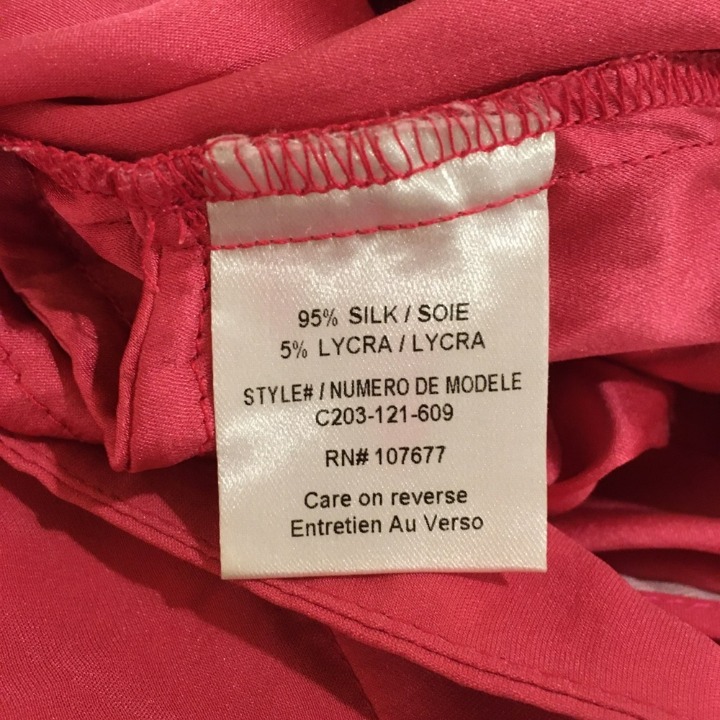 95% SILK / SOIE
5% LYCRA / LYCRA
STYLE# / NUMERO DE MODELE
C203-121-609
RN# 107677
Care on reverse
Entretien Au Verso